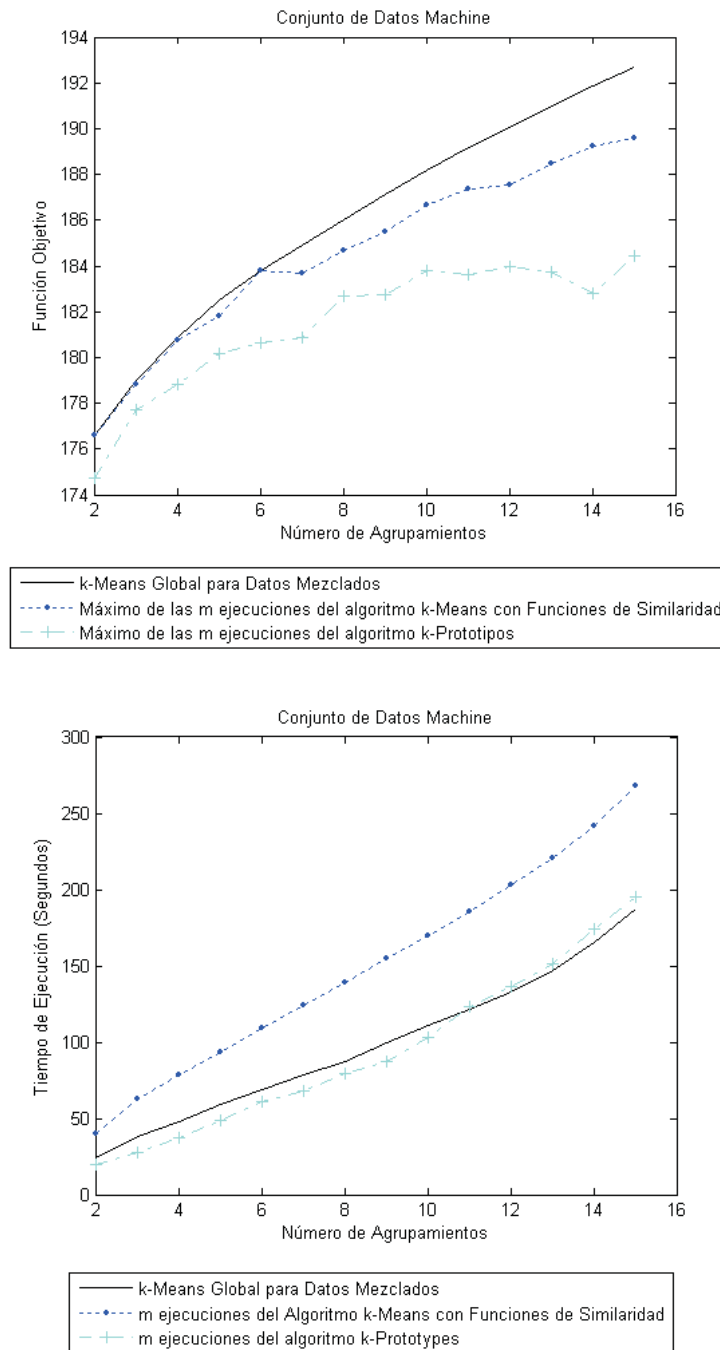 Conjunto de Datos Machine
194
192
190
188
186
184
182
180
178
176
174
Función Objetivo
2 4 6 8 10 12 14 16
Número de Agrupamientos
k-Means Global para Datos Mezclados
Máximo de las m ejecuciones del algoritmo k-Means con Funciones de Similaridad
Máximo de las m ejecuciones del algoritmo k-Prototipos
Conjunto de Datos Machine
300
250
200
150
100
50
0
Tiempo de Ejecución (Segundos)
2 4 6 8 10 12 14 16
Número de Agrupamientos
k-Means Global para Datos Mezclados
m ejecuciones del Algoritmo k-Means con Funciones de Similaridad
m ejecuciones del algoritmo k-Prototypes